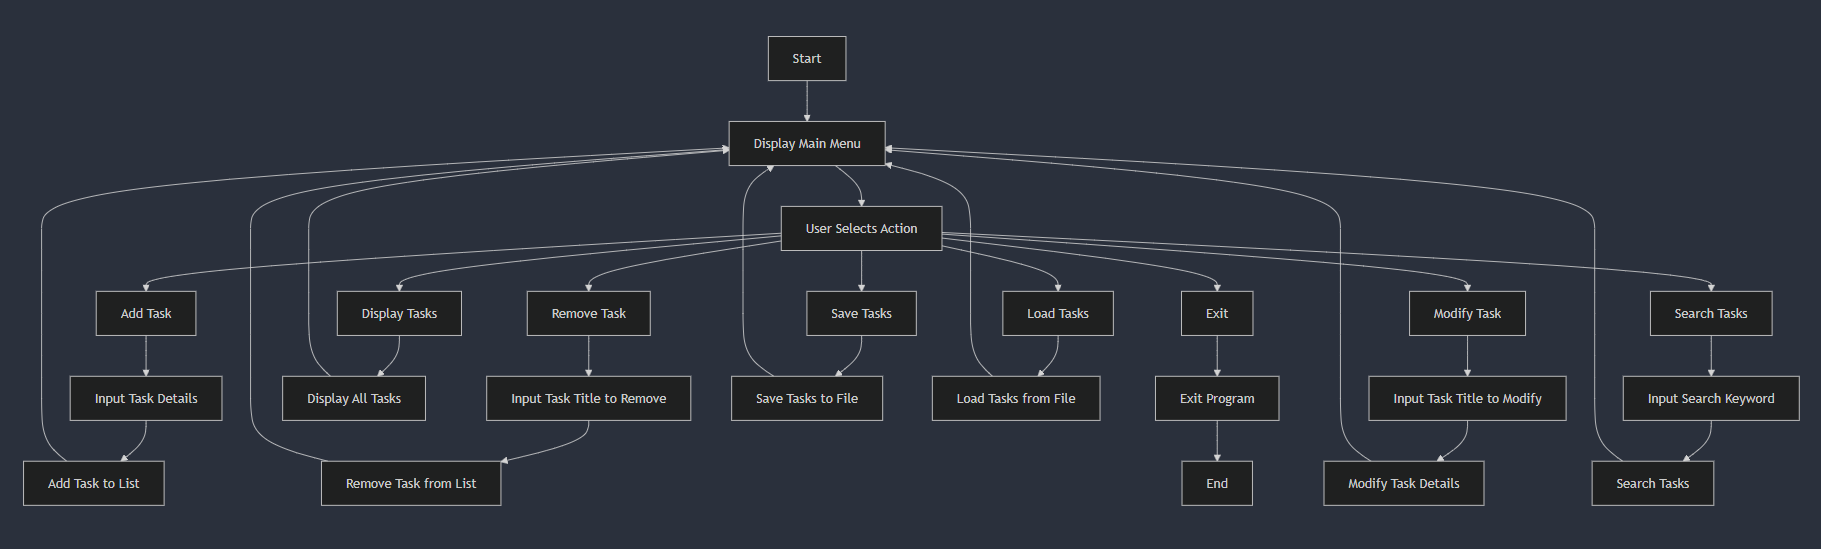 Start
Display Main Menu
User Selects Action
Add Task
Display Tasks
Remove Task
Save Tasks
Load Tasks
Exit
Modify Task
Search Tasks
Input Task Details
Display All Tasks
Input Task Title to Remove
Save Tasks to File
Load Tasks from File
Exit Program
Input Task Title to Modify
Input Search Keyword
Add Task to List
Remove Task from List
End
Modify Task Details
Search Tasks